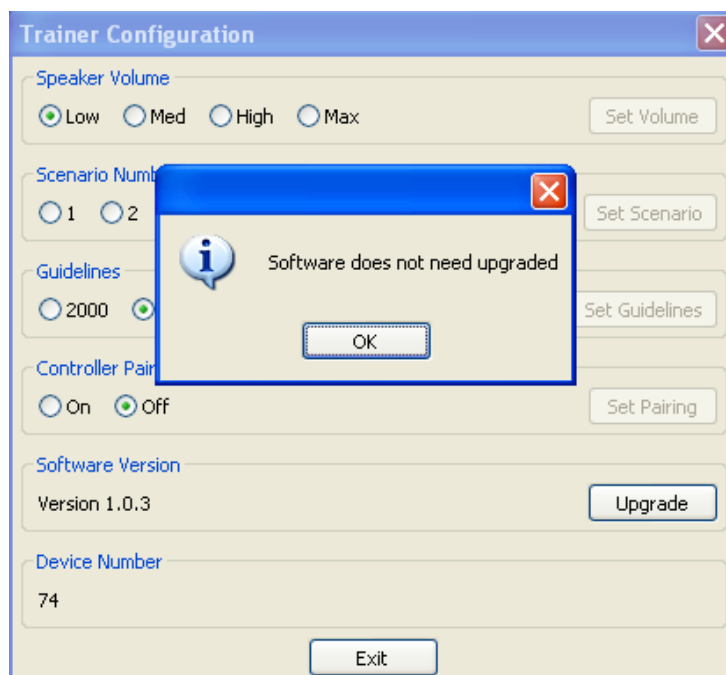 Trainer Configuration
Speaker Volume
Low Med High Max Set Volume
Scenario
1 2 Set Scenario
Software does not need upgraded
Guidelines
2000 Set Guidelines
OK
Controller
On Off Set Pairing
Software Version
Version 1.0.3 Upgrade
Device Number
74
Exit